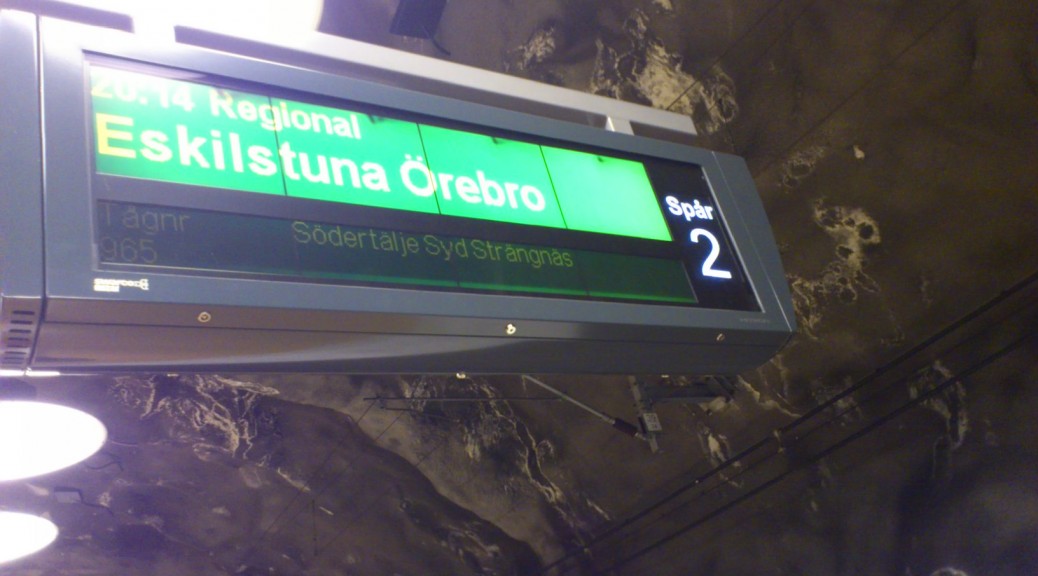 20.14 Regional
Eskilstuna Örebro
Spår
2
Tågnr Södertälje Syd Strängnäs
965